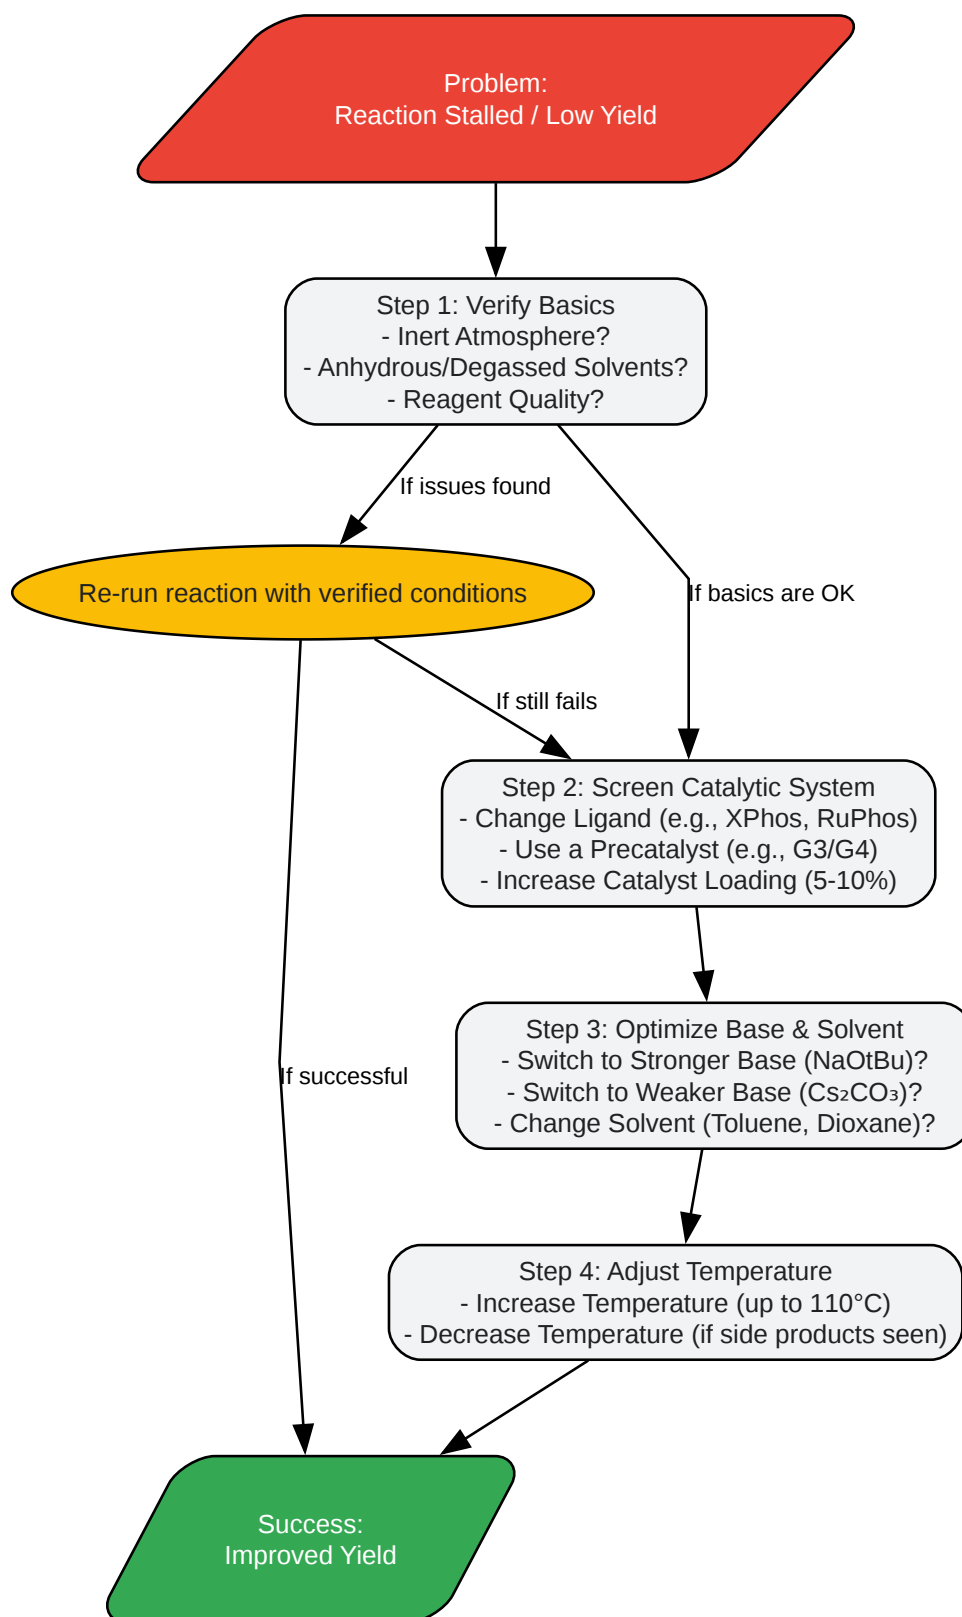 Problem:
Reaction Stalled / Low Yield
Step 1: Verify Basics
- Inert Atmosphere?
- Anhydrous/Degassed Solvents?
- Reagent Quality?
If issues found
Re-run reaction with verified conditions
If basics are OK
If still fails
Step 2: Screen Catalytic System
- Change Ligand (e.g., XPhos, RuPhos)
- Use a Precatalyst (e.g., G3/G4)
- Increase Catalyst Loading (5-10%)
Step 3: Optimize Base & Solvent
- Switch to Stronger Base (NaOtBu)?
- Switch to Weaker Base (Cs₂CO₃)?
- Change Solvent (Toluene, Dioxane)?
If successful
Step 4: Adjust Temperature
- Increase Temperature (up to 110°C)
- Decrease Temperature (if side products seen)
Success:
Improved Yield